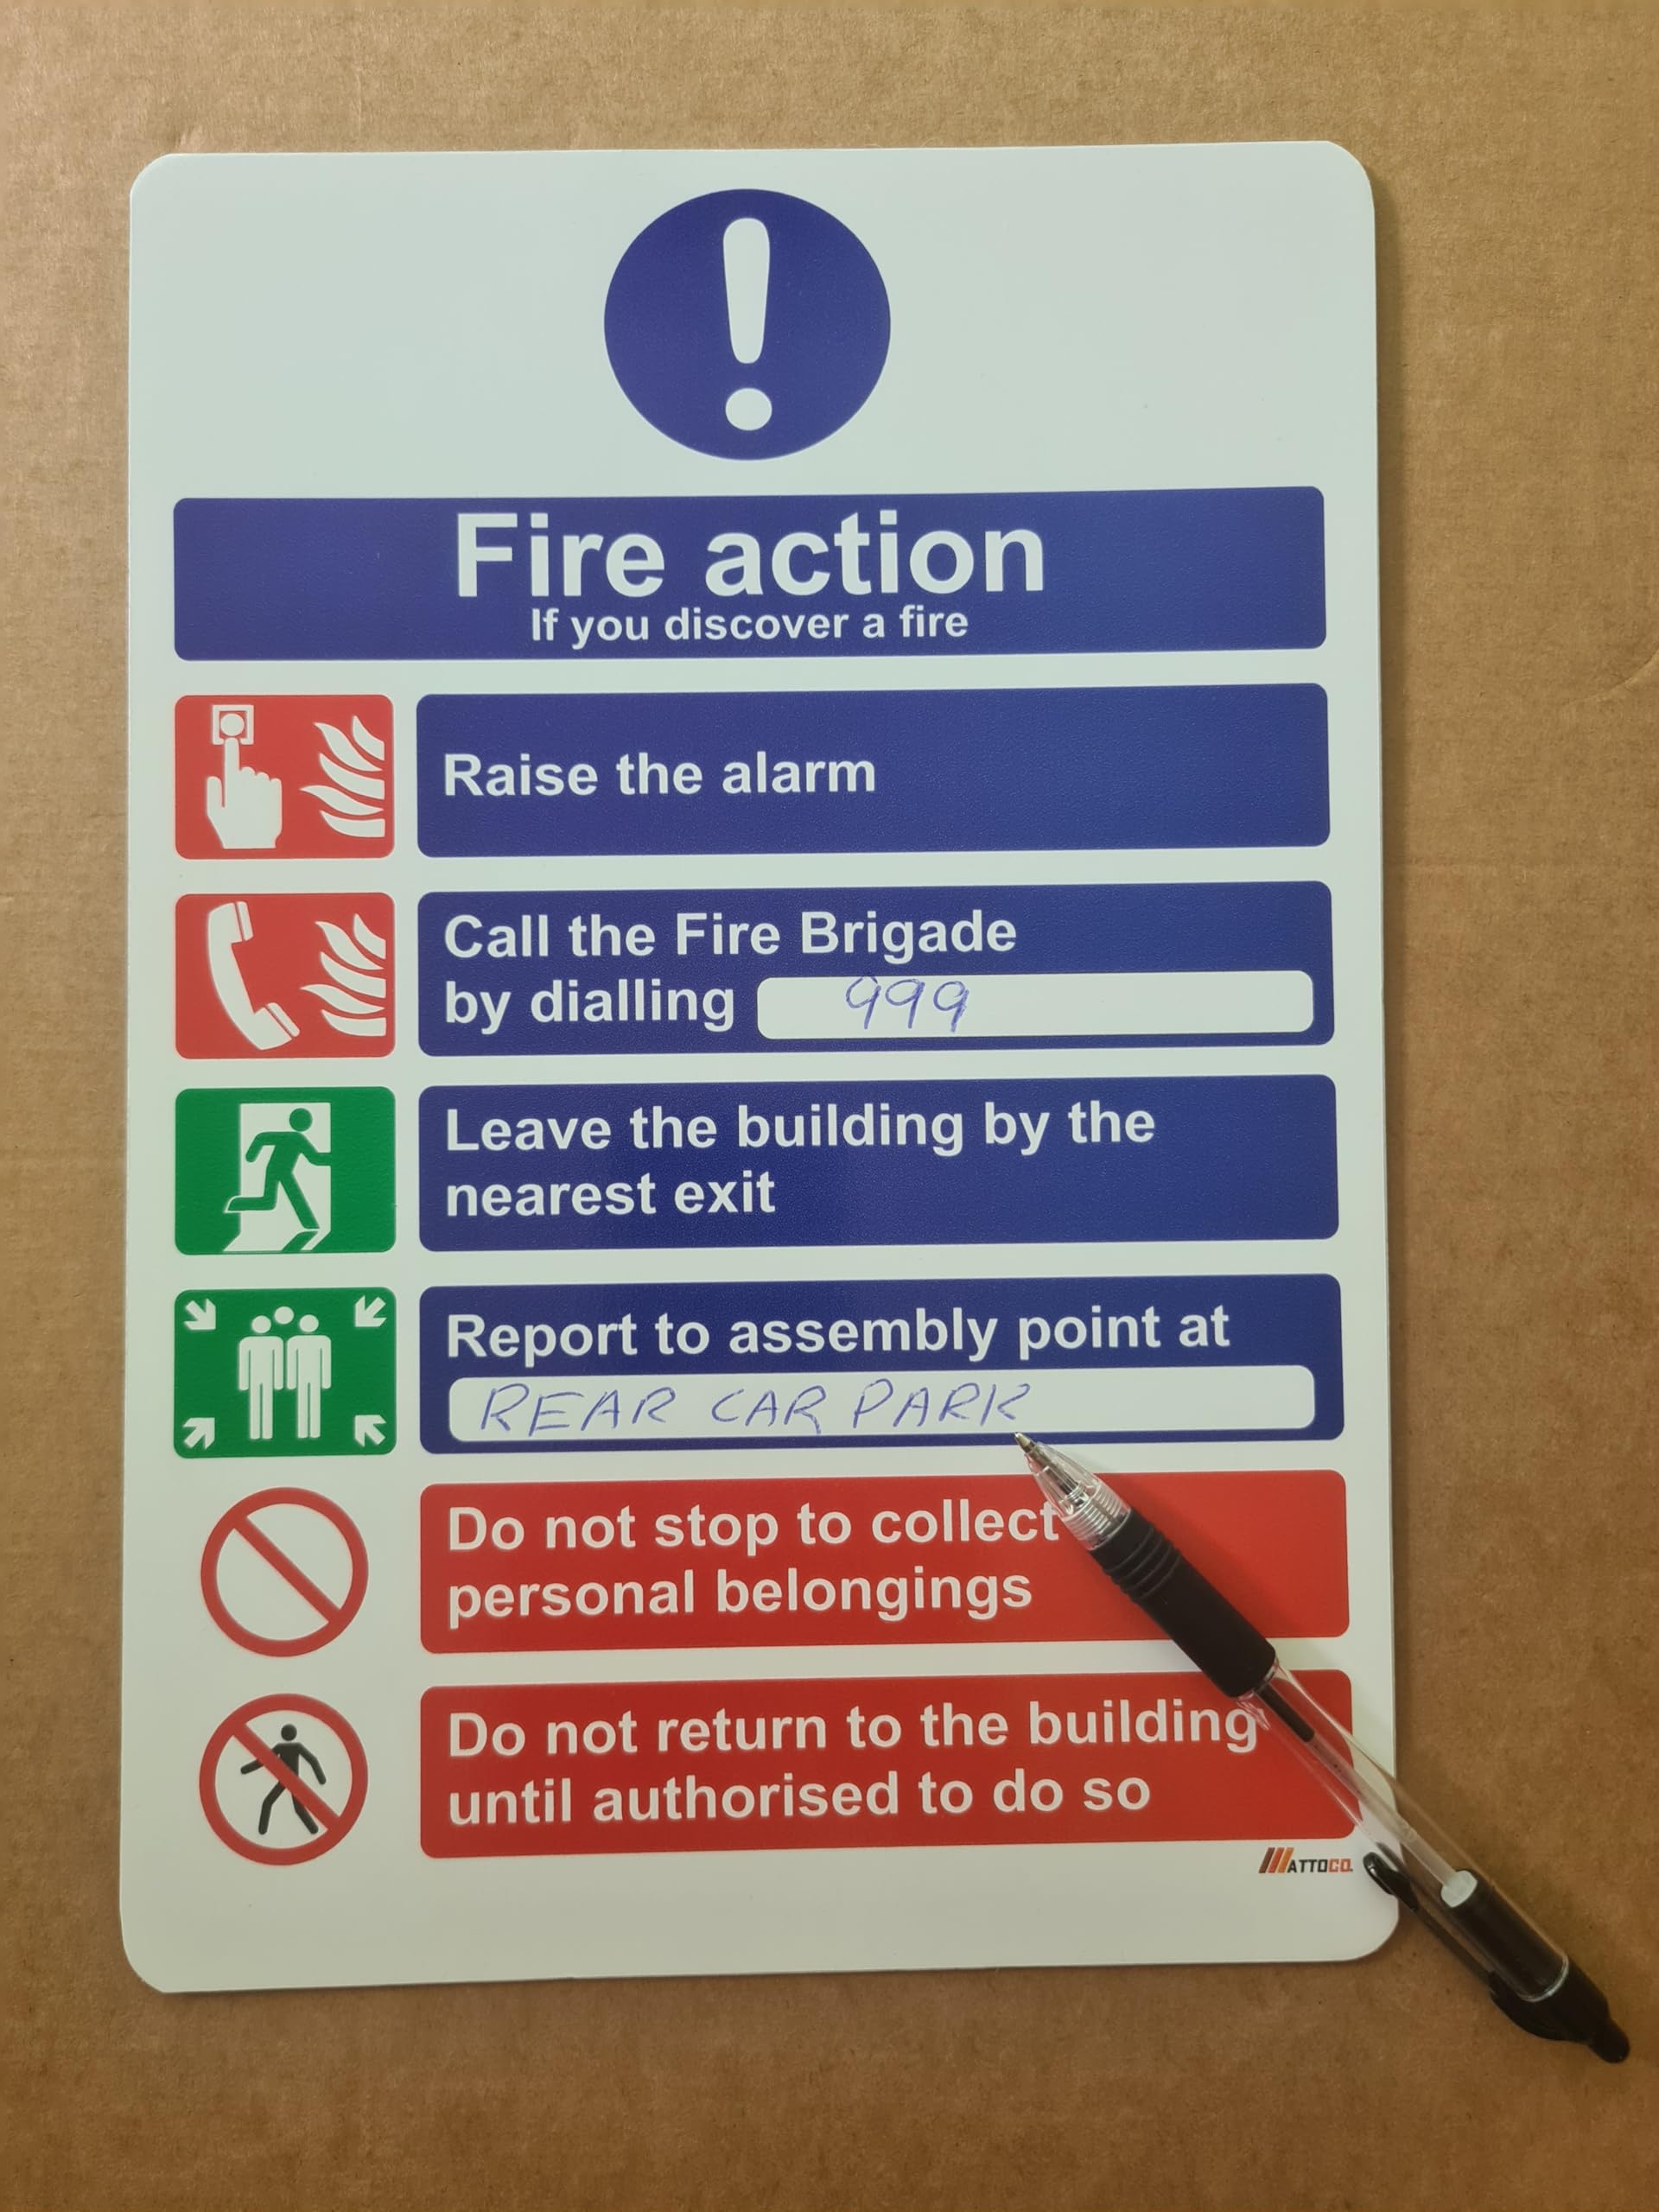 Fire action
If you discover a fire
Raise the alarm
Call the Fire Brigade
by dialling 999
Leave the building by the
nearest exit
Report to assembly point at
REAR CAR PARK
Do not stop to collect
personal belongings
Do not return to the building
until authorised to do so
MATTOCO.